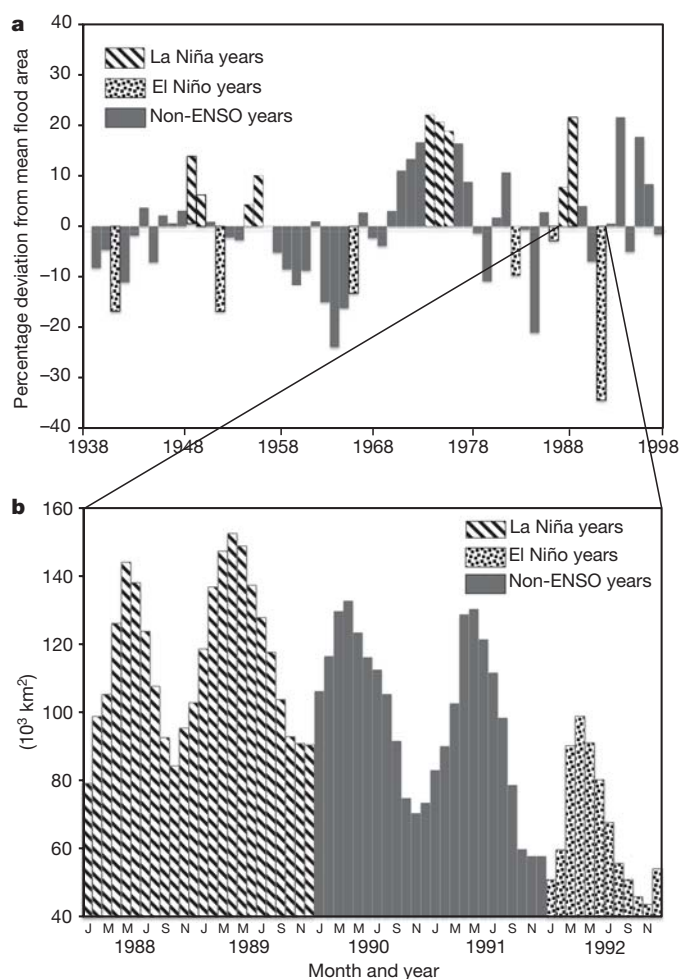 a
Percentage deviation from mean flood area
40
30
20
10
0
–10
–20
–30
–40
La Niña years
El Niño years
Non-ENSO years
1938 1948 1958 1968 1978 1988 1998
b
(10³ km²)
160
140
120
100
80
60
40
La Niña years
El Niño years
Non-ENSO years
J M M J S N J M M J S N J M M J S N J M M J S N J M M J S N
1988 1989 1990 1991 1992
Month and year